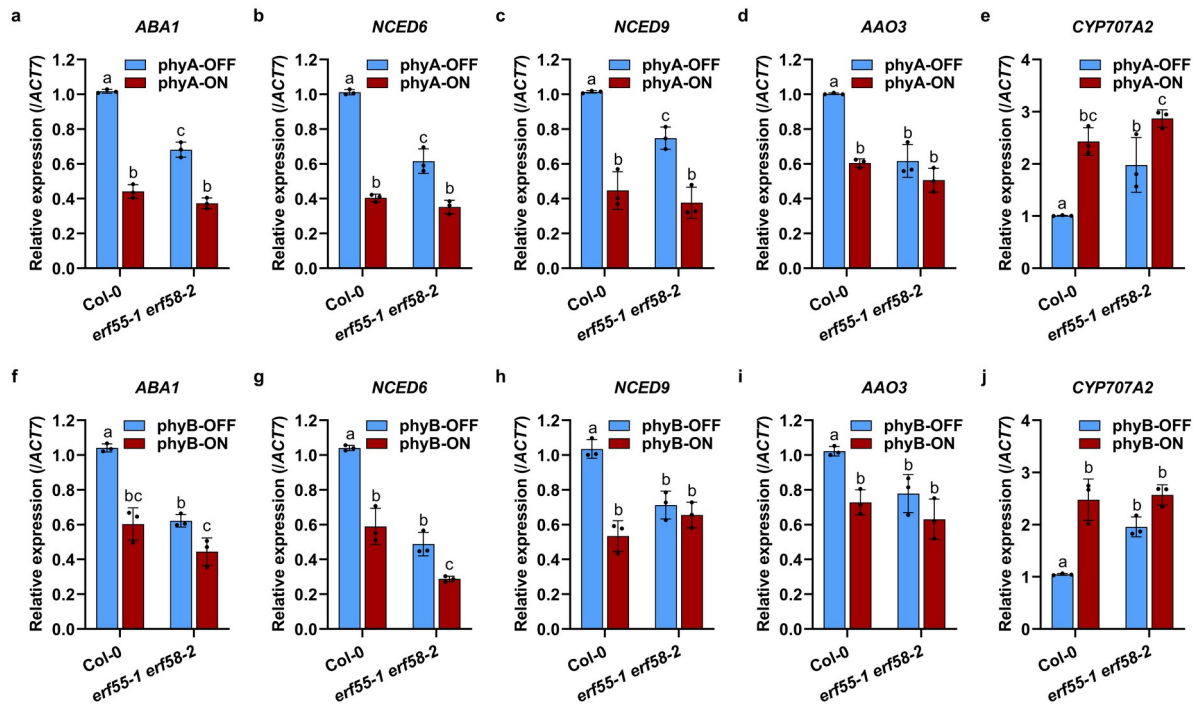 a
ABA1
Relative expression (/ACT7)
1.2
1.0
0.8
0.6
0.4
0.2
0.0
phyA-OFF
phyA-ON
a
b
c
b
Col-0
erf55-1 erf58-2
b
NCED6
Relative expression (/ACT7)
1.2
1.0
0.8
0.6
0.4
0.2
0.0
phyA-OFF
phyA-ON
a
b
c
b
Col-0
erf55-1 erf58-2
c
NCED9
Relative expression (/ACT7)
1.2
1.0
0.8
0.6
0.4
0.2
0.0
phyA-OFF
phyA-ON
a
b
c
b
Col-0
erf55-1 erf58-2
d
AAO3
Relative expression (/ACT7)
1.2
1.0
0.8
0.6
0.4
0.2
0.0
phyA-OFF
phyA-ON
a
b
b
b
Col-0
erf55-1 erf58-2
e
CYP707A2
Relative expression (/ACT7)
4
3
2
1
0
phyA-OFF
phyA-ON
a
bc
b
c
Col-0
erf55-1 erf58-2
f
ABA1
Relative expression (/ACT7)
1.2
1.0
0.8
0.6
0.4
0.2
0.0
phyB-OFF
phyB-ON
a
bc
b
c
Col-0
erf55-1 erf58-2
g
NCED6
Relative expression (/ACT7)
1.2
1.0
0.8
0.6
0.4
0.2
0.0
phyB-OFF
phyB-ON
a
b
b
c
Col-0
erf55-1 erf58-2
h
NCED9
Relative expression (/ACT7)
1.2
1.0
0.8
0.6
0.4
0.2
0.0
phyB-OFF
phyB-ON
a
b
b
b
Col-0
erf55-1 erf58-2
i
AAO3
Relative expression (/ACT7)
1.2
1.0
0.8
0.6
0.4
0.2
0.0
phyB-OFF
phyB-ON
a
b
b
b
Col-0
erf55-1 erf58-2
j
CYP707A2
Relative expression (/ACT7)
4
3
2
1
0
phyB-OFF
phyB-ON
a
b
b
b
Col-0
erf55-1 erf58-2